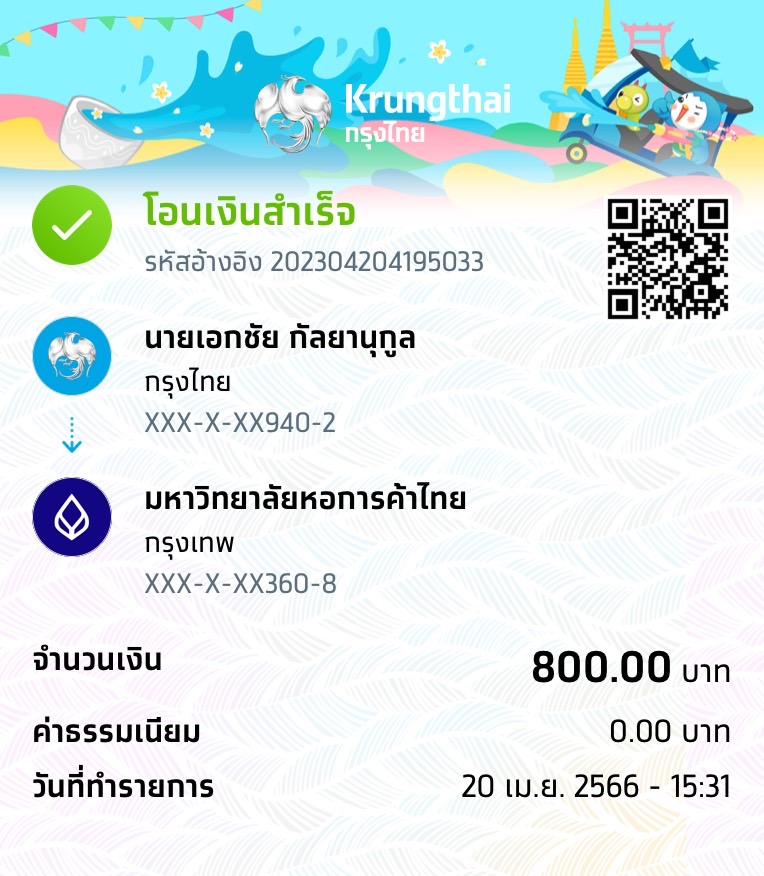 Krungthai
กรุงไทย
โอนเงินสำเร็จ
รหัสอ้างอิง 202304204195033
นายเอกชัย กัลยานุกูล
กรุงไทย
XXX-X-XX940-2
มหาวิทยาลัยหอการค้าไทย
กรุงเทพ
XXX-X-XX360-8
จำนวนเงิน 800.00 บาท
ค่าธรรมเนียม 0.00 บาท
วันที่ทำรายการ 20 เม.ย. 2566 - 15:31